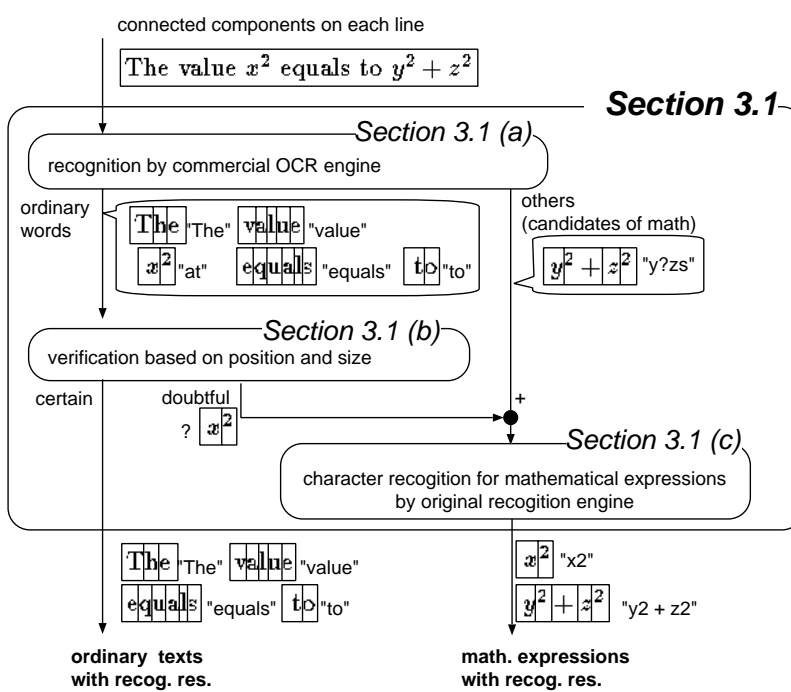 connected components on each line
The value x² equals to y² + z²
Section 3.1
Section 3.1 (a)
recognition by commercial OCR engine
ordinary
words
others
(candidates of math)
The "The" value "value"
x² "at" equals "equals" to "to"
y² + z² "y?zs"
Section 3.1 (b)
verification based on position and size
certain
doubtful
+
? x²
Section 3.1 (c)
character recogition for mathematical expressions
by original recogition engine
The "The" value "value"
equals "equals" to "to"
x² "x2"
y² + z² "y2 + z2"
ordinary texts
with recog. res.
math. expressions
with recog. res.